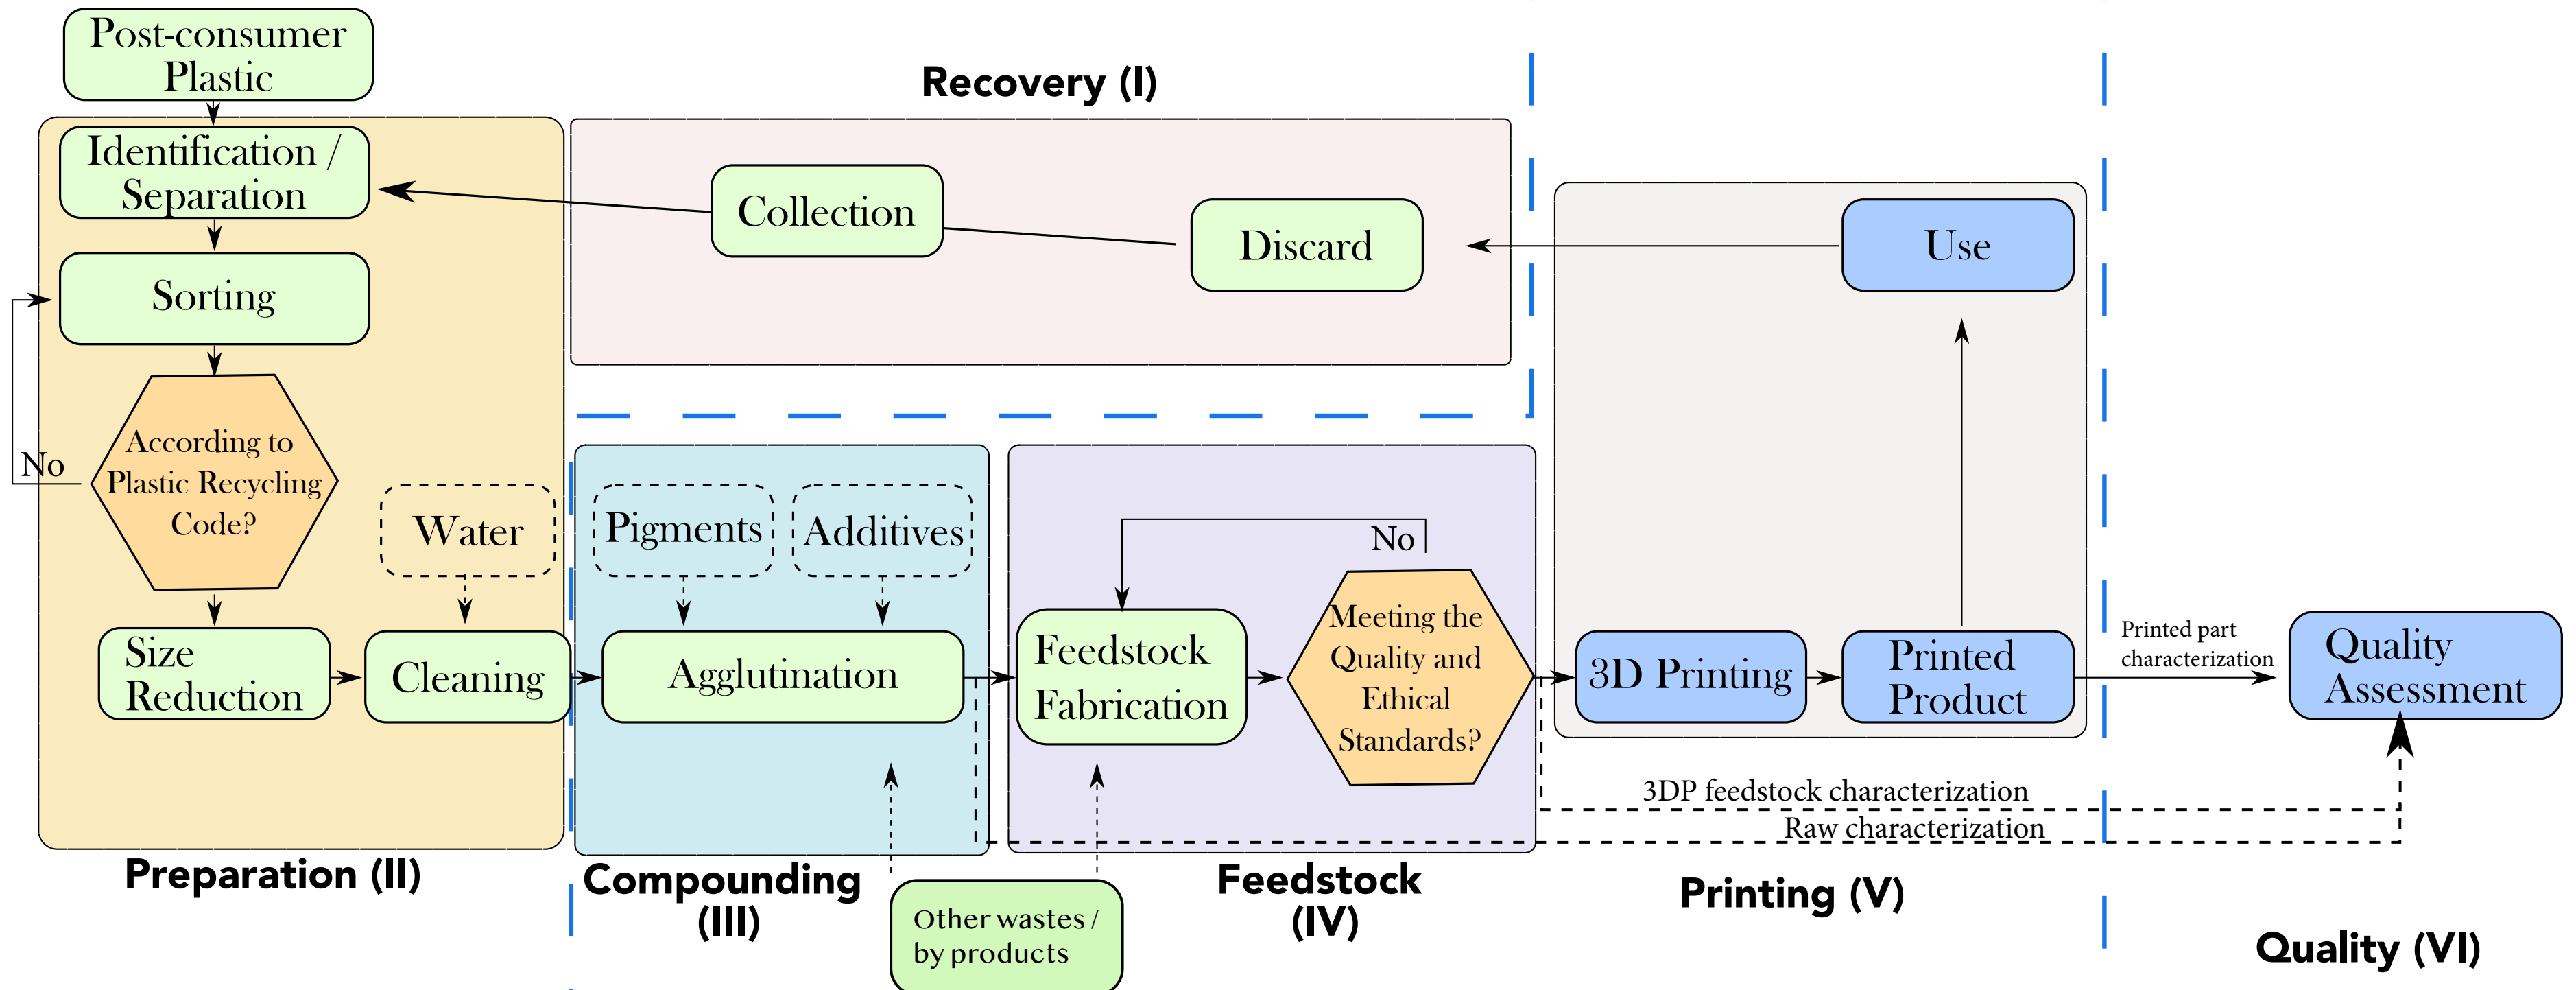 Post-consumer
Plastic
Recovery (I)
Identification /
Separation
Collection
Discard
Use
Sorting
According to
Plastic Recycling
Code?
No
Water
Pigments
Additives
No
Size
Reduction
Cleaning
Agglutination
Feedstock
Fabrication
Meeting the
Quality and
Ethical
Standards?
3D Printing
Printed
Product
Printed part
characterization
Quality
Assessment
3DP feedstock characterization
Raw characterization
Preparation (II)
Compounding
(III)
Other wastes /
by products
Feedstock
(IV)
Printing (V)
Quality (VI)